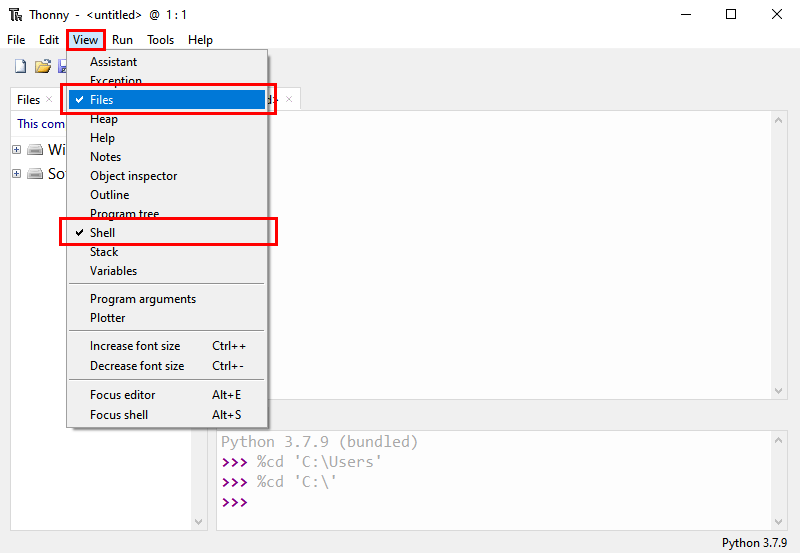 Thonny - <untitled> @ 1 : 1
File Edit View Run Tools Help
Files
This com
Wi
So
Assistant
Exception
Files
Heap
Help
Notes
Object inspector
Outline
Program tree
Shell
Stack
Variables
Program arguments
Plotter
Increase font size Ctrl++
Decrease font size Ctrl+-
Focus editor Alt+E
Focus shell Alt+S
Python 3.7.9 (bundled)
>>> %cd 'C:\Users'
>>> %cd 'C:\'
>>>
Python 3.7.9